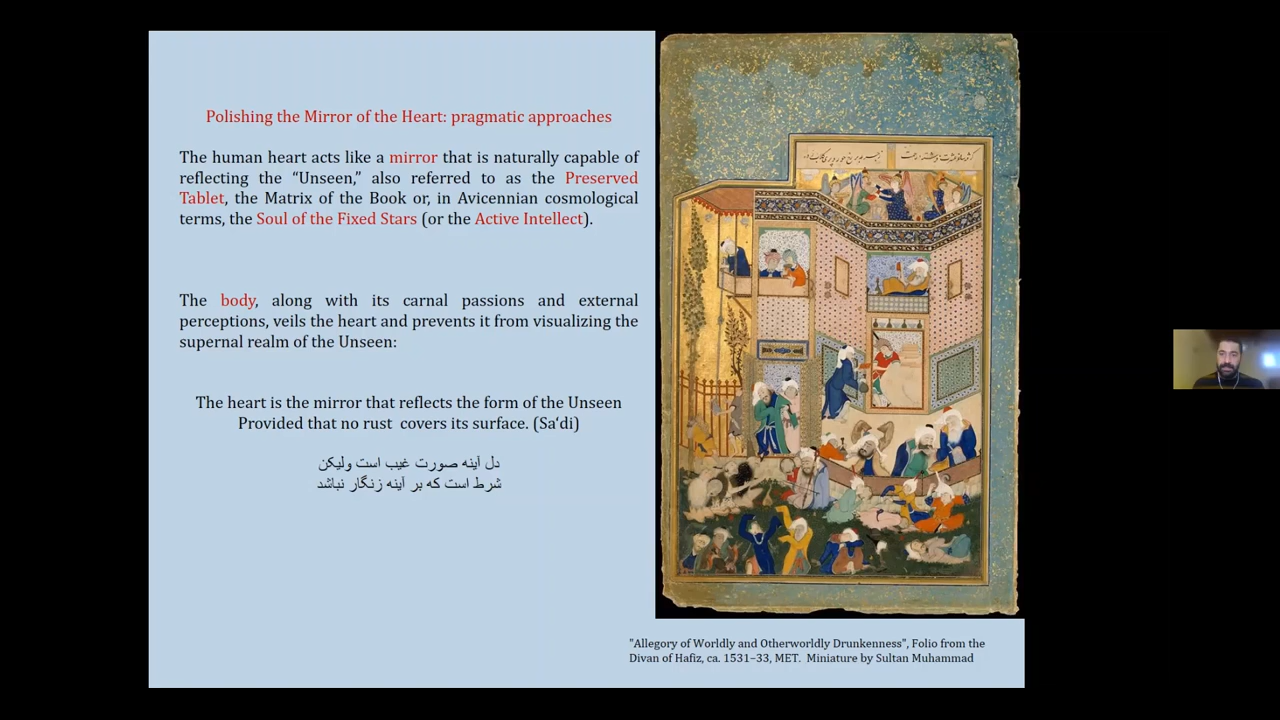 Polishing the Mirror of the Heart: pragmatic approaches
The human heart acts like a mirror that is naturally capable of
reflecting the “Unseen,” also referred to as the Preserved
Tablet, the Matrix of the Book or, in Avicennian cosmological
terms, the Soul of the Fixed Stars (or the Active Intellect).
The body, along with its carnal passions and external
perceptions, veils the heart and prevents it from visualizing the
supernal realm of the Unseen:
The heart is the mirror that reflects the form of the Unseen
Provided that no rust covers its surface. (Sa‘di)
دل آینه صورت غیب است ولیکن
شرط است که بر آینه زنگار نباشد
"Allegory of Worldly and Otherworldly Drunkenness", Folio from the
Divan of Hafiz, ca. 1531–33, MET. Miniature by Sultan Muhammad